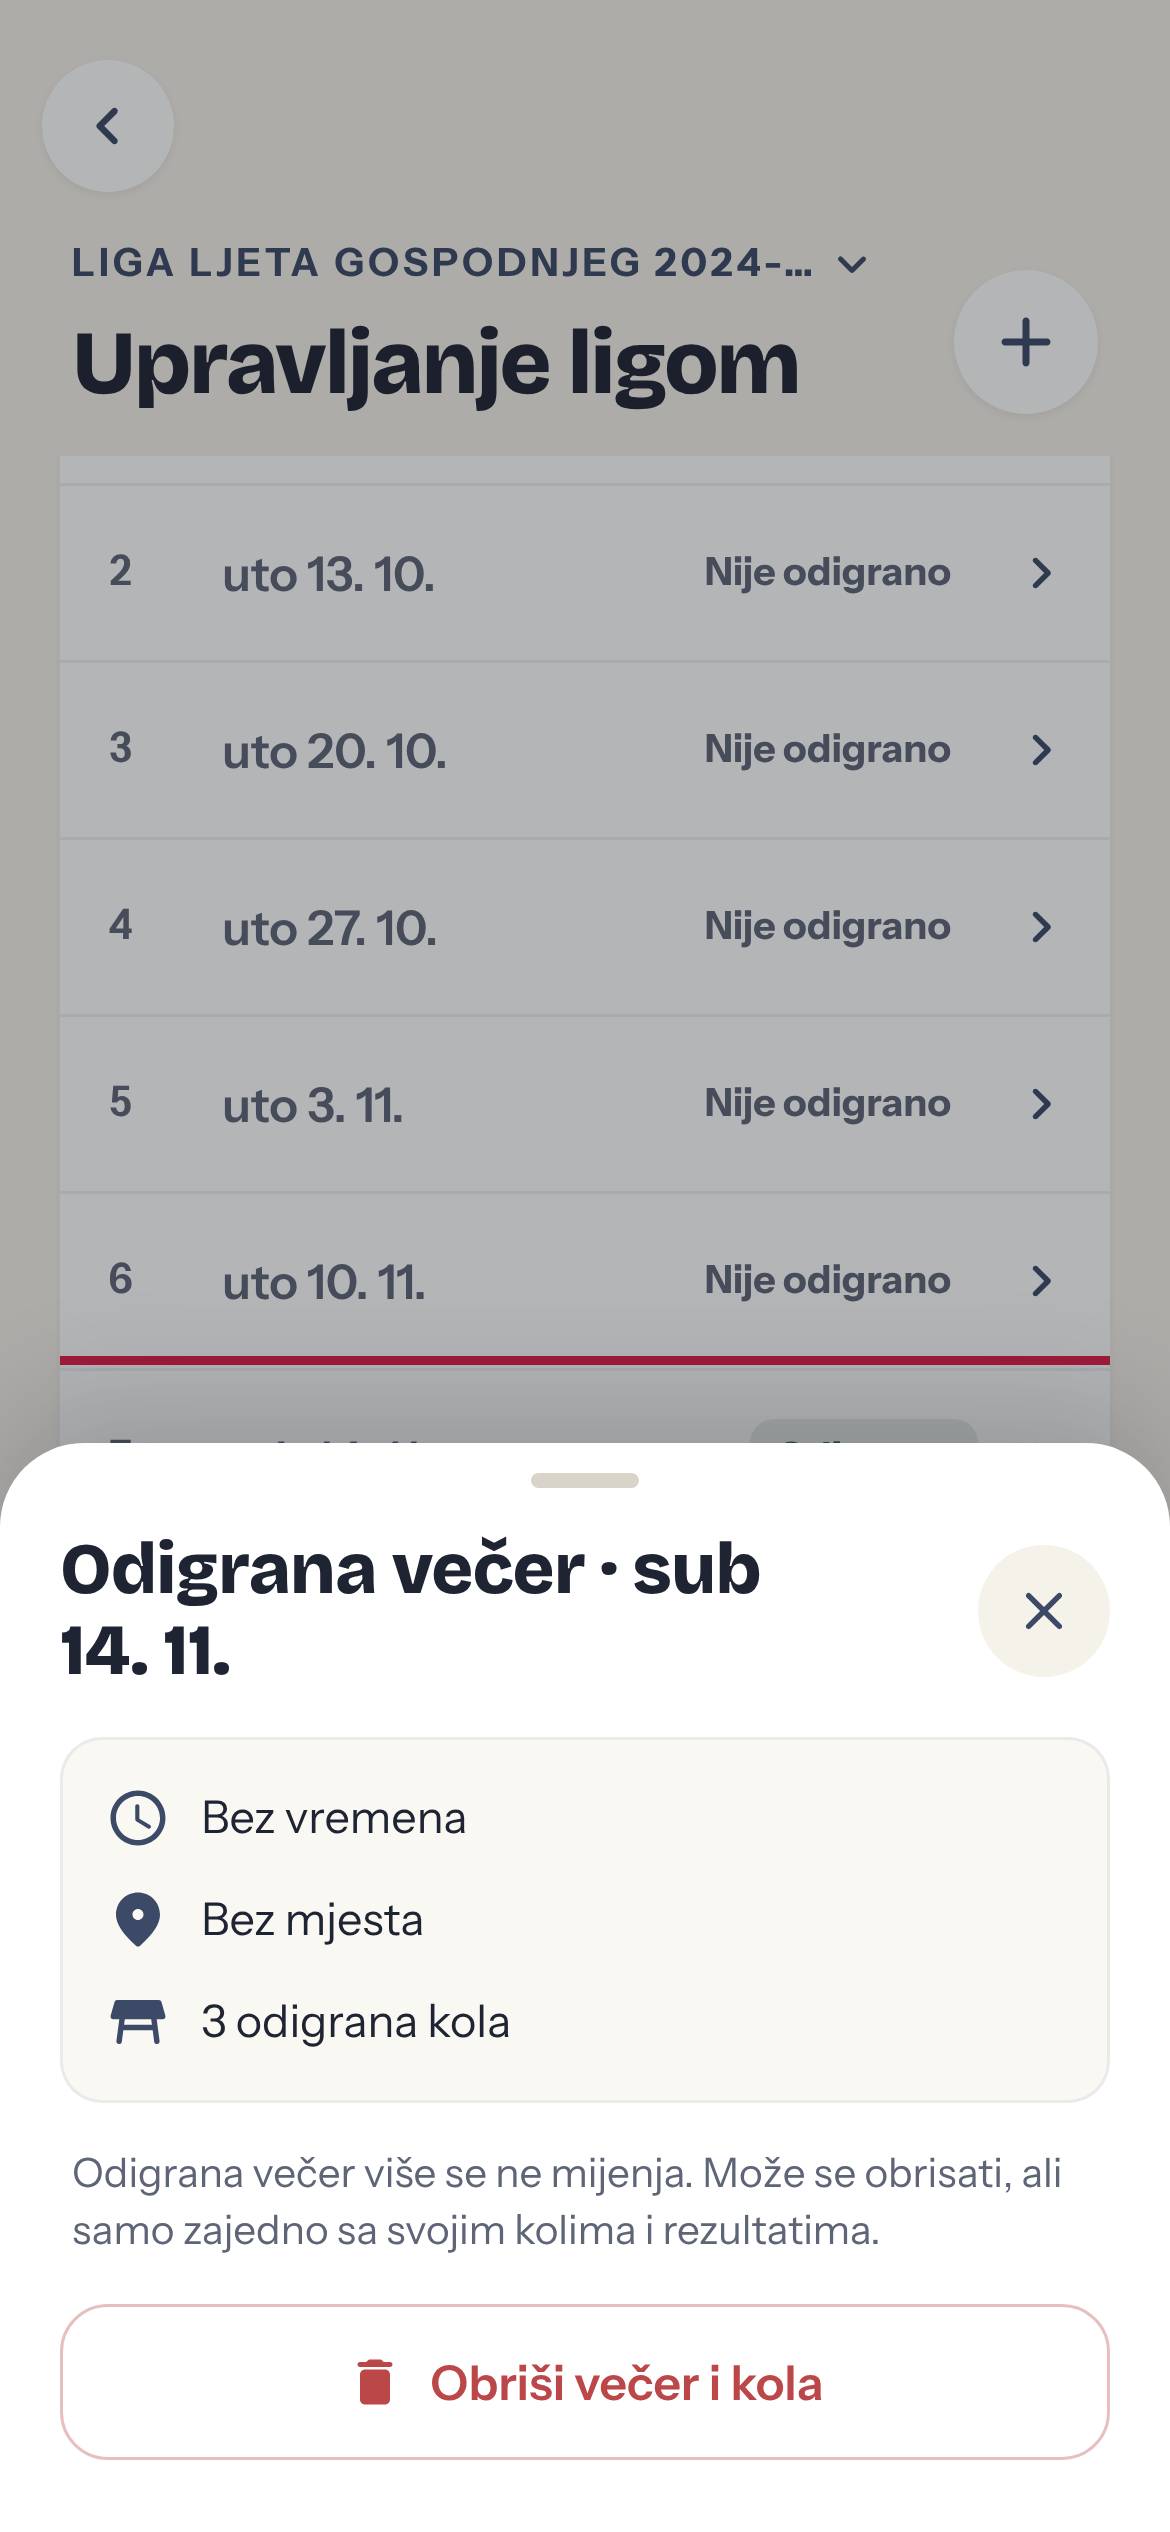 LIGA LJETA GOSPODNJEG 2024-...
Upravljanje ligom
2 uto 13. 10. Nije odigrano
3 uto 20. 10. Nije odigrano
4 uto 27. 10. Nije odigrano
5 uto 3. 11. Nije odigrano
6 uto 10. 11. Nije odigrano
Odigrana večer · sub
14. 11.
Bez vremena
Bez mjesta
3 odigrana kola
Odigrana večer više se ne mijenja. Može se obrisati, ali
samo zajedno sa svojim kolima i rezultatima.
Obriši večer i kola